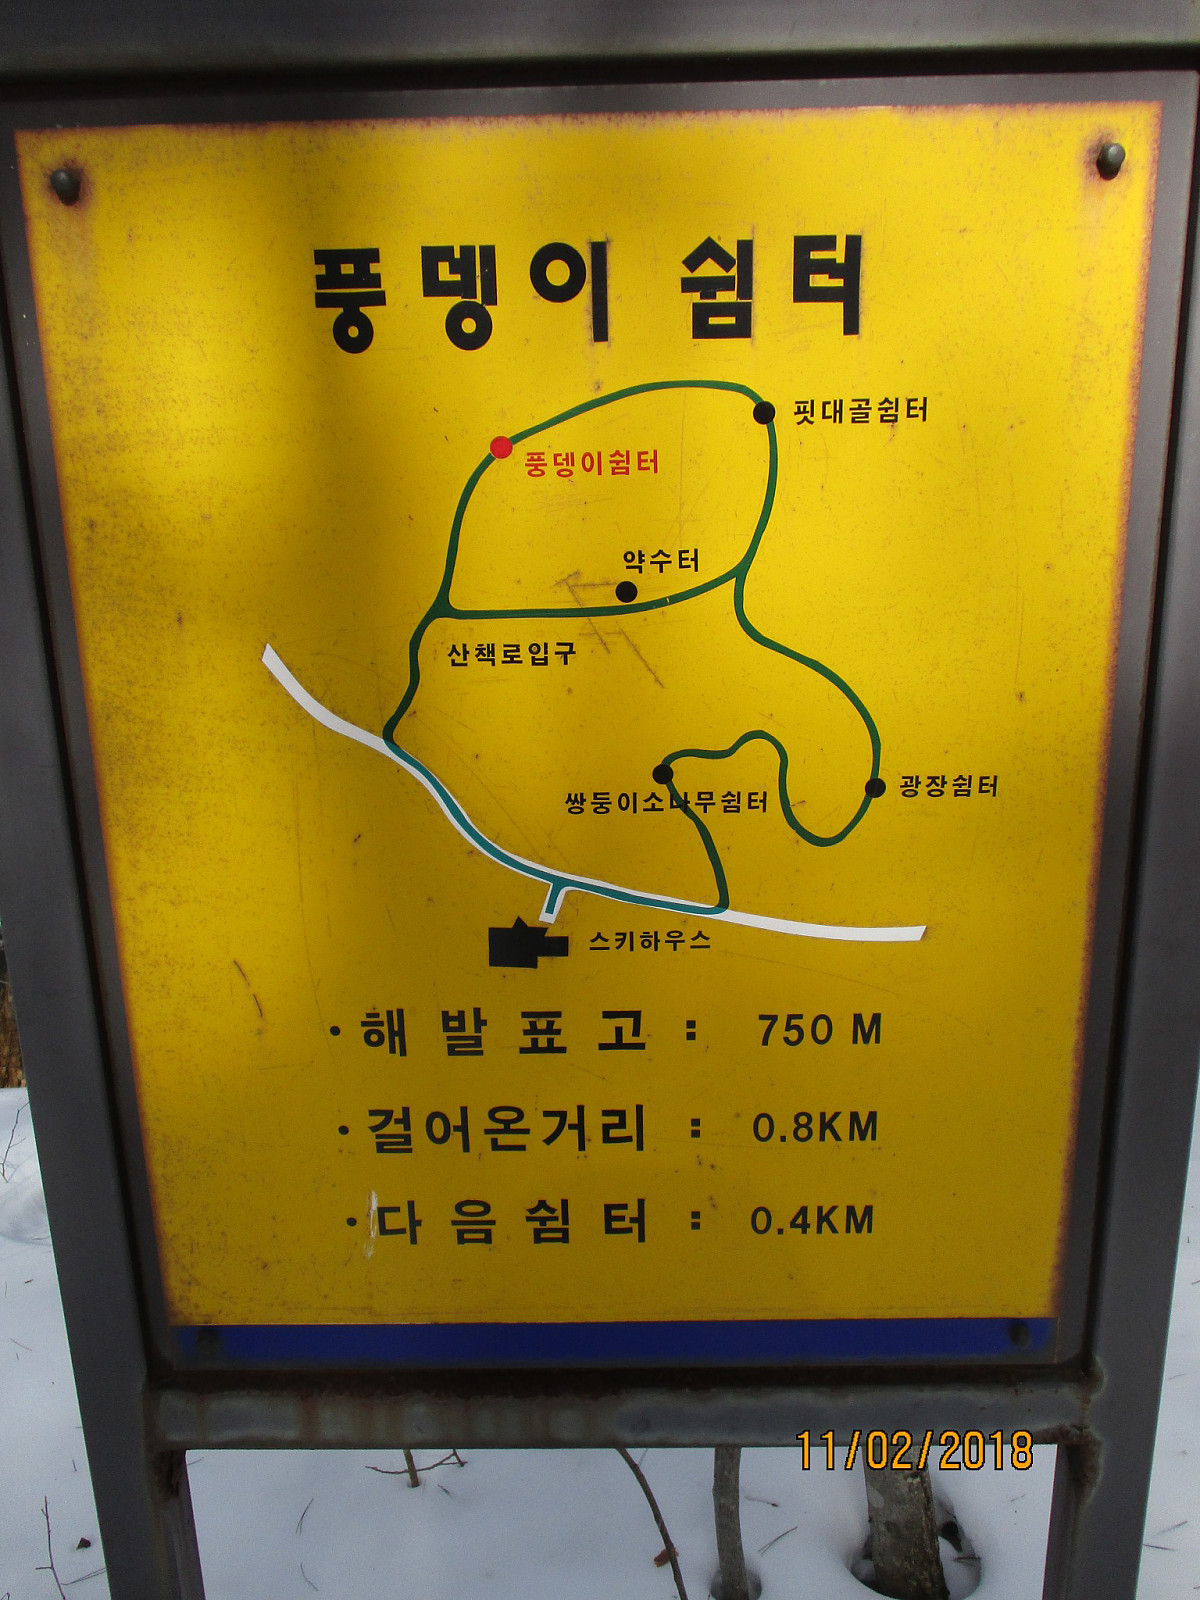 풍뎅이 쉼터
핏대골쉼터
풍뎅이쉼터
약수터
산책로입구
광장쉼터
쌍둥이소나무쉼터
스키하우스
·해발표고 : 750 M
·걸어온거리 : 0.8KM
·다음쉼터 : 0.4KM
11/02/2018